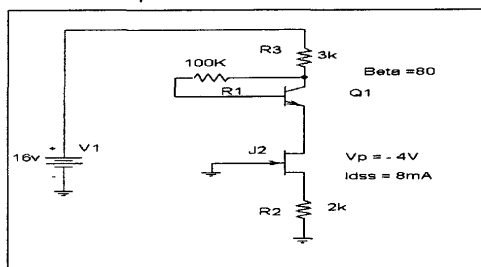 R3
3k
100K
R1
Beta =80
Q1
+
V1
16v
-
J2
Vp = - 4V
Idss = 8mA
R2
2k